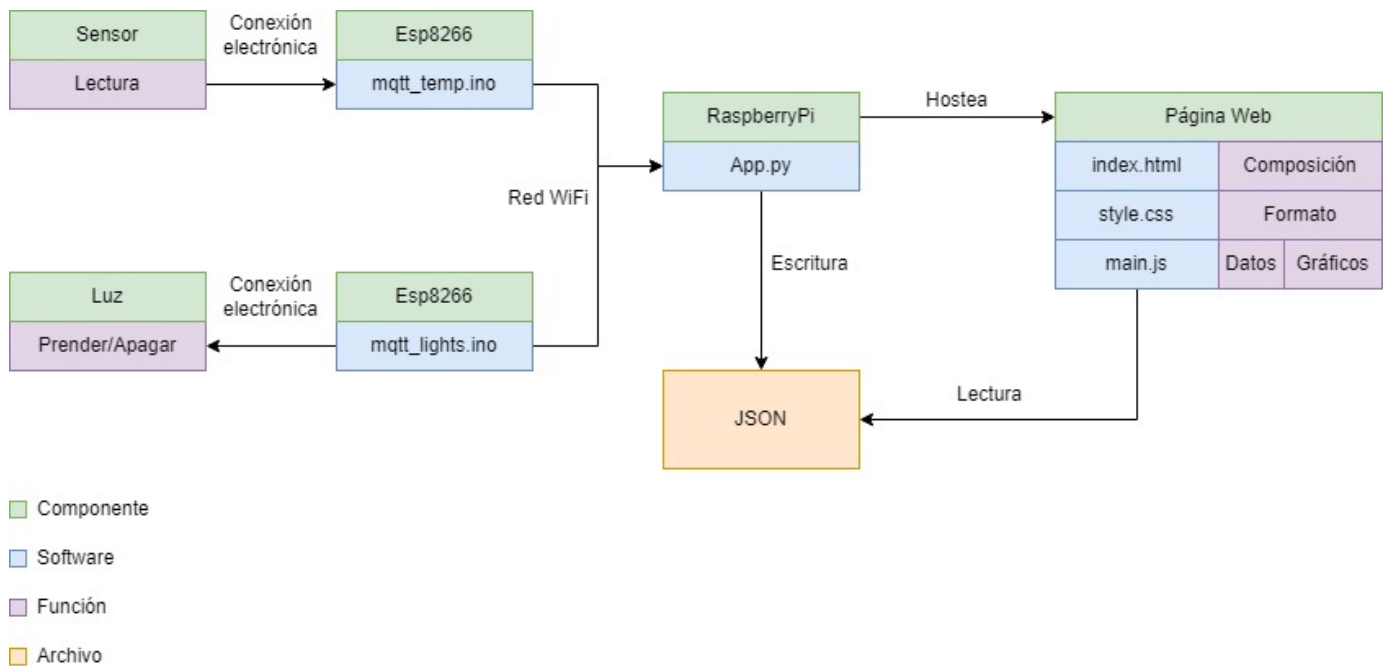 Sensor
Lectura
Conexión
electrónica
Esp8266
mqtt_temp.ino
Red WiFi
Luz
Prender/Apagar
Conexión
electrónica
Esp8266
mqtt_lights.ino
RaspberryPi
App.py
Hostea
Página Web
index.html
Composición
style.css
Formato
main.js
Datos
Gráficos
Escritura
Lectura
JSON
Componente
Software
Función
Archivo